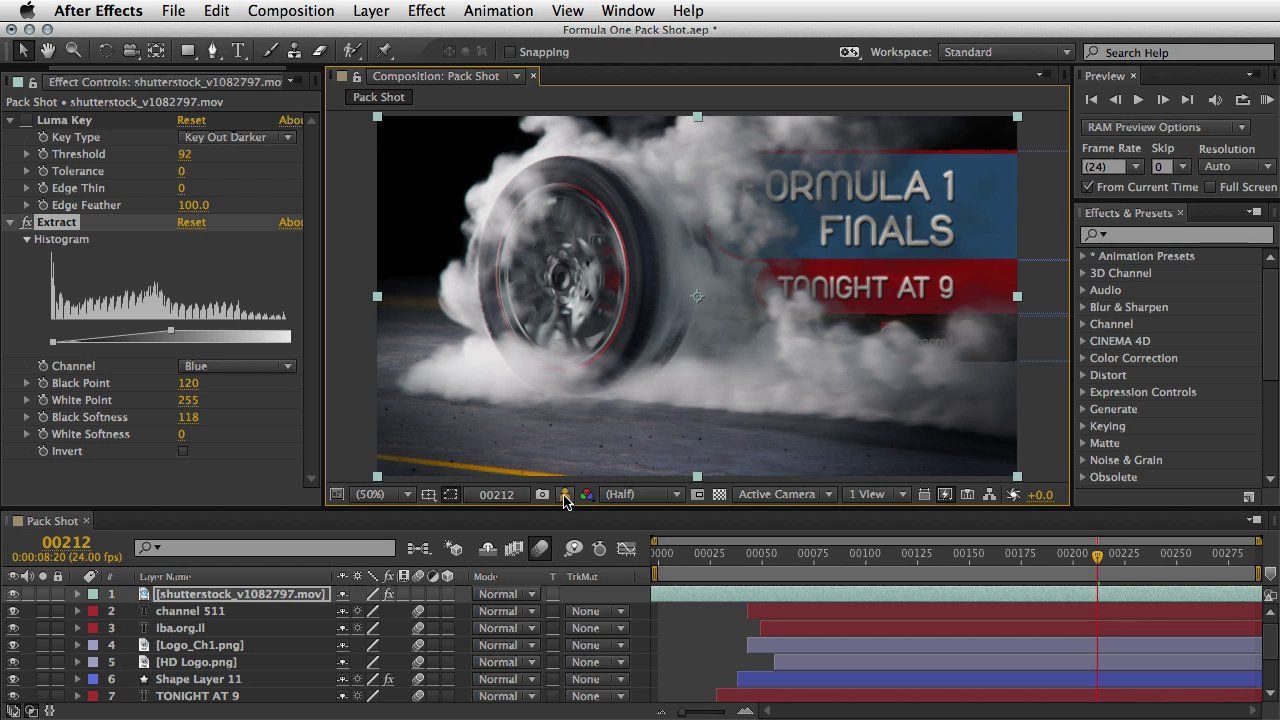 After Effects File Edit Composition Layer Effect Animation View Window Help
Formula One Pack Shot.aep *
Snapping Workspace: Standard Search Help
Effect Controls: shutterstock_v1082797.mo
Composition: Pack Shot
Preview
Pack Shot • shutterstock_v1082797.mov
Pack Shot
Luma Key Reset Abou
Key Type Key Out Darker
Threshold 92
Tolerance 0
Edge Thin 0
Edge Feather 100.0
fx Extract Reset Abou
Histogram
Channel Blue
Black Point 120
White Point 255
Black Softness 118
White Softness 0
Invert
ORMULA 1
FINALS
TONIGHT AT 9
RAM Preview Options
Frame Rate Skip Resolution
(24) 0 Auto
From Current Time Full Screen
Effects & Presets
* Animation Presets
3D Channel
Audio
Blur & Sharpen
Channel
CINEMA 4D
Color Correction
Distort
Expression Controls
Generate
Keying
Matte
Noise & Grain
Obsolete
(50%) 00212 (Half) Active Camera 1 View +0.0
Pack Shot
00212
0:00:08:20 (24.00 fps)
0000 00025 00050 00075 00100 00125 00150 00175 00200 00225 00250 00275
# Layer Name Mode T TrkMat
1 [shutterstock_v1082797.mov] fx Normal
2 T channel 511 Normal None
3 T lba.org.il Normal None
4 [Logo_Ch1.png] Normal None
5 [HD Logo.png] Normal None
6 Shape Layer 11 fx Normal None
7 T TONIGHT AT 9 Normal None